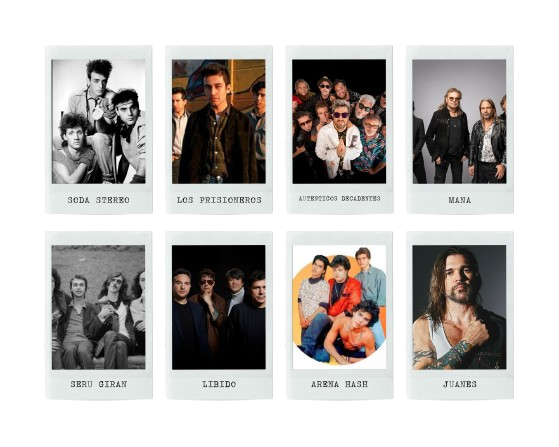 SODA STEREO
LOS PRISIONEROS
AUTENTICOS DECADENTES
MANA
SERU GIRAN
LIBIDO
ARENA HASH
JUANES